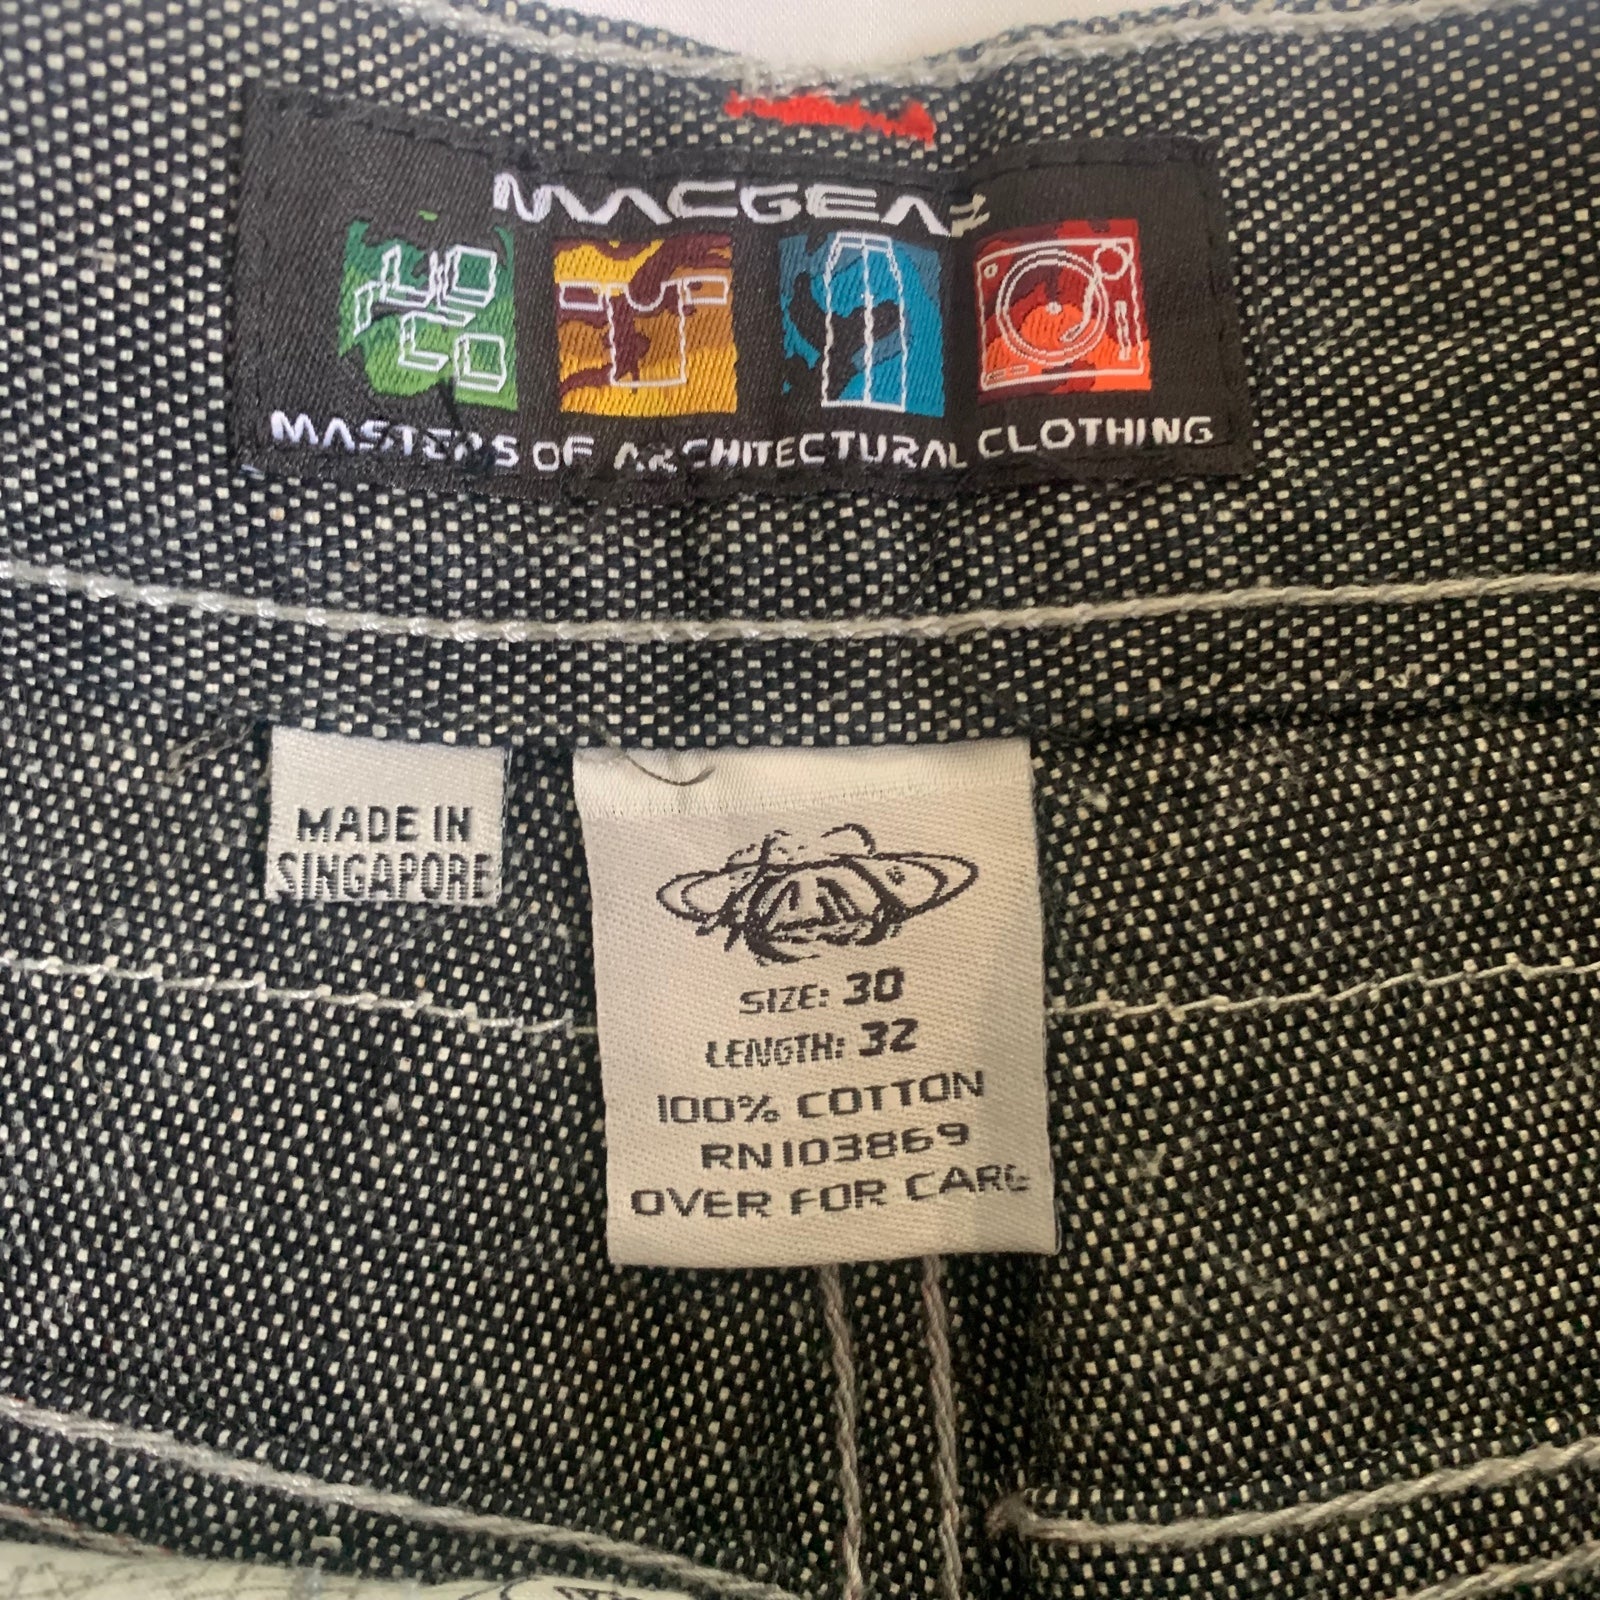 MACGEAR
MASTERS OF ARCHITECTURAL CLOTHING
MADE IN
SINGAPORE
SIZE: 30
LENGTH: 32
100% COTTON
RN103869
OVER FOR CARE